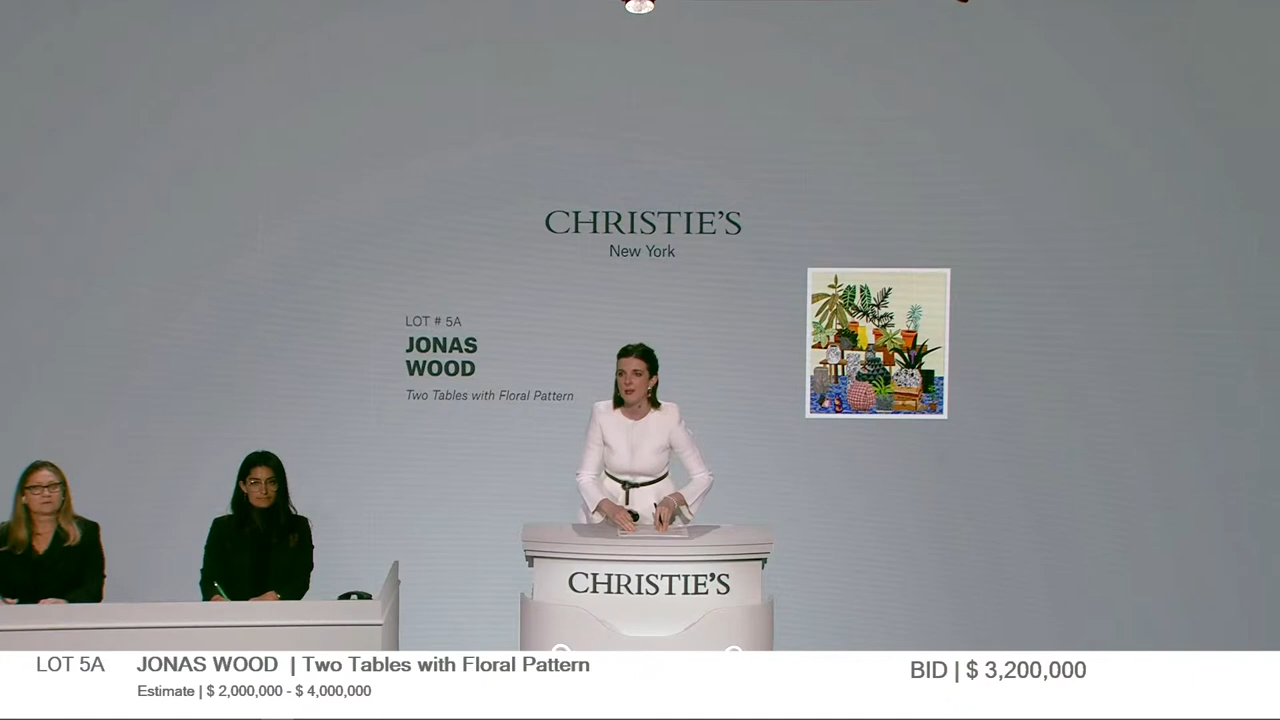 CHRISTIE'S
New York
LOT # 5A
JONAS
WOOD
Two Tables with Floral Pattern
CHRISTIE'S
LOT 5A JONAS WOOD | Two Tables with Floral Pattern BID | $ 3,200,000
Estimate | $ 2,000,000 - $ 4,000,000